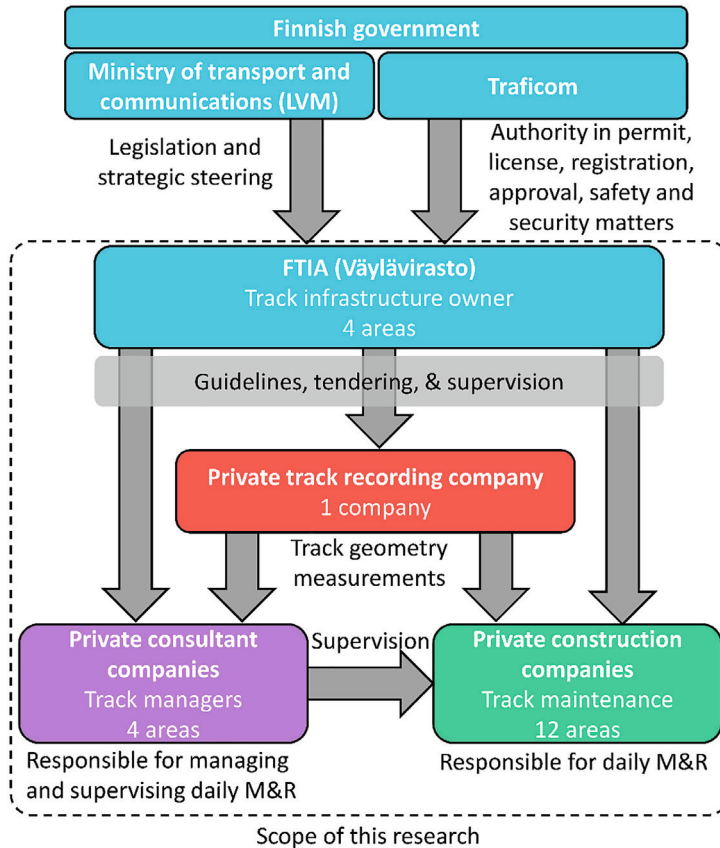 Finnish government
Ministry of transport and
communications (LVM)
Traficom
Legislation and
strategic steering
Authority in permit,
license, registration,
approval, safety and
security matters
FTIA (Väylävirasto)
Track infrastructure owner
4 areas
Guidelines, tendering, & supervision
Private track recording company
1 company
Track geometry
measurements
Private consultant
companies
Track managers
4 areas
Supervision
Private construction
companies
Track maintenance
12 areas
Responsible for managing
and supervising daily M&R
Responsible for daily M&R
Scope of this research